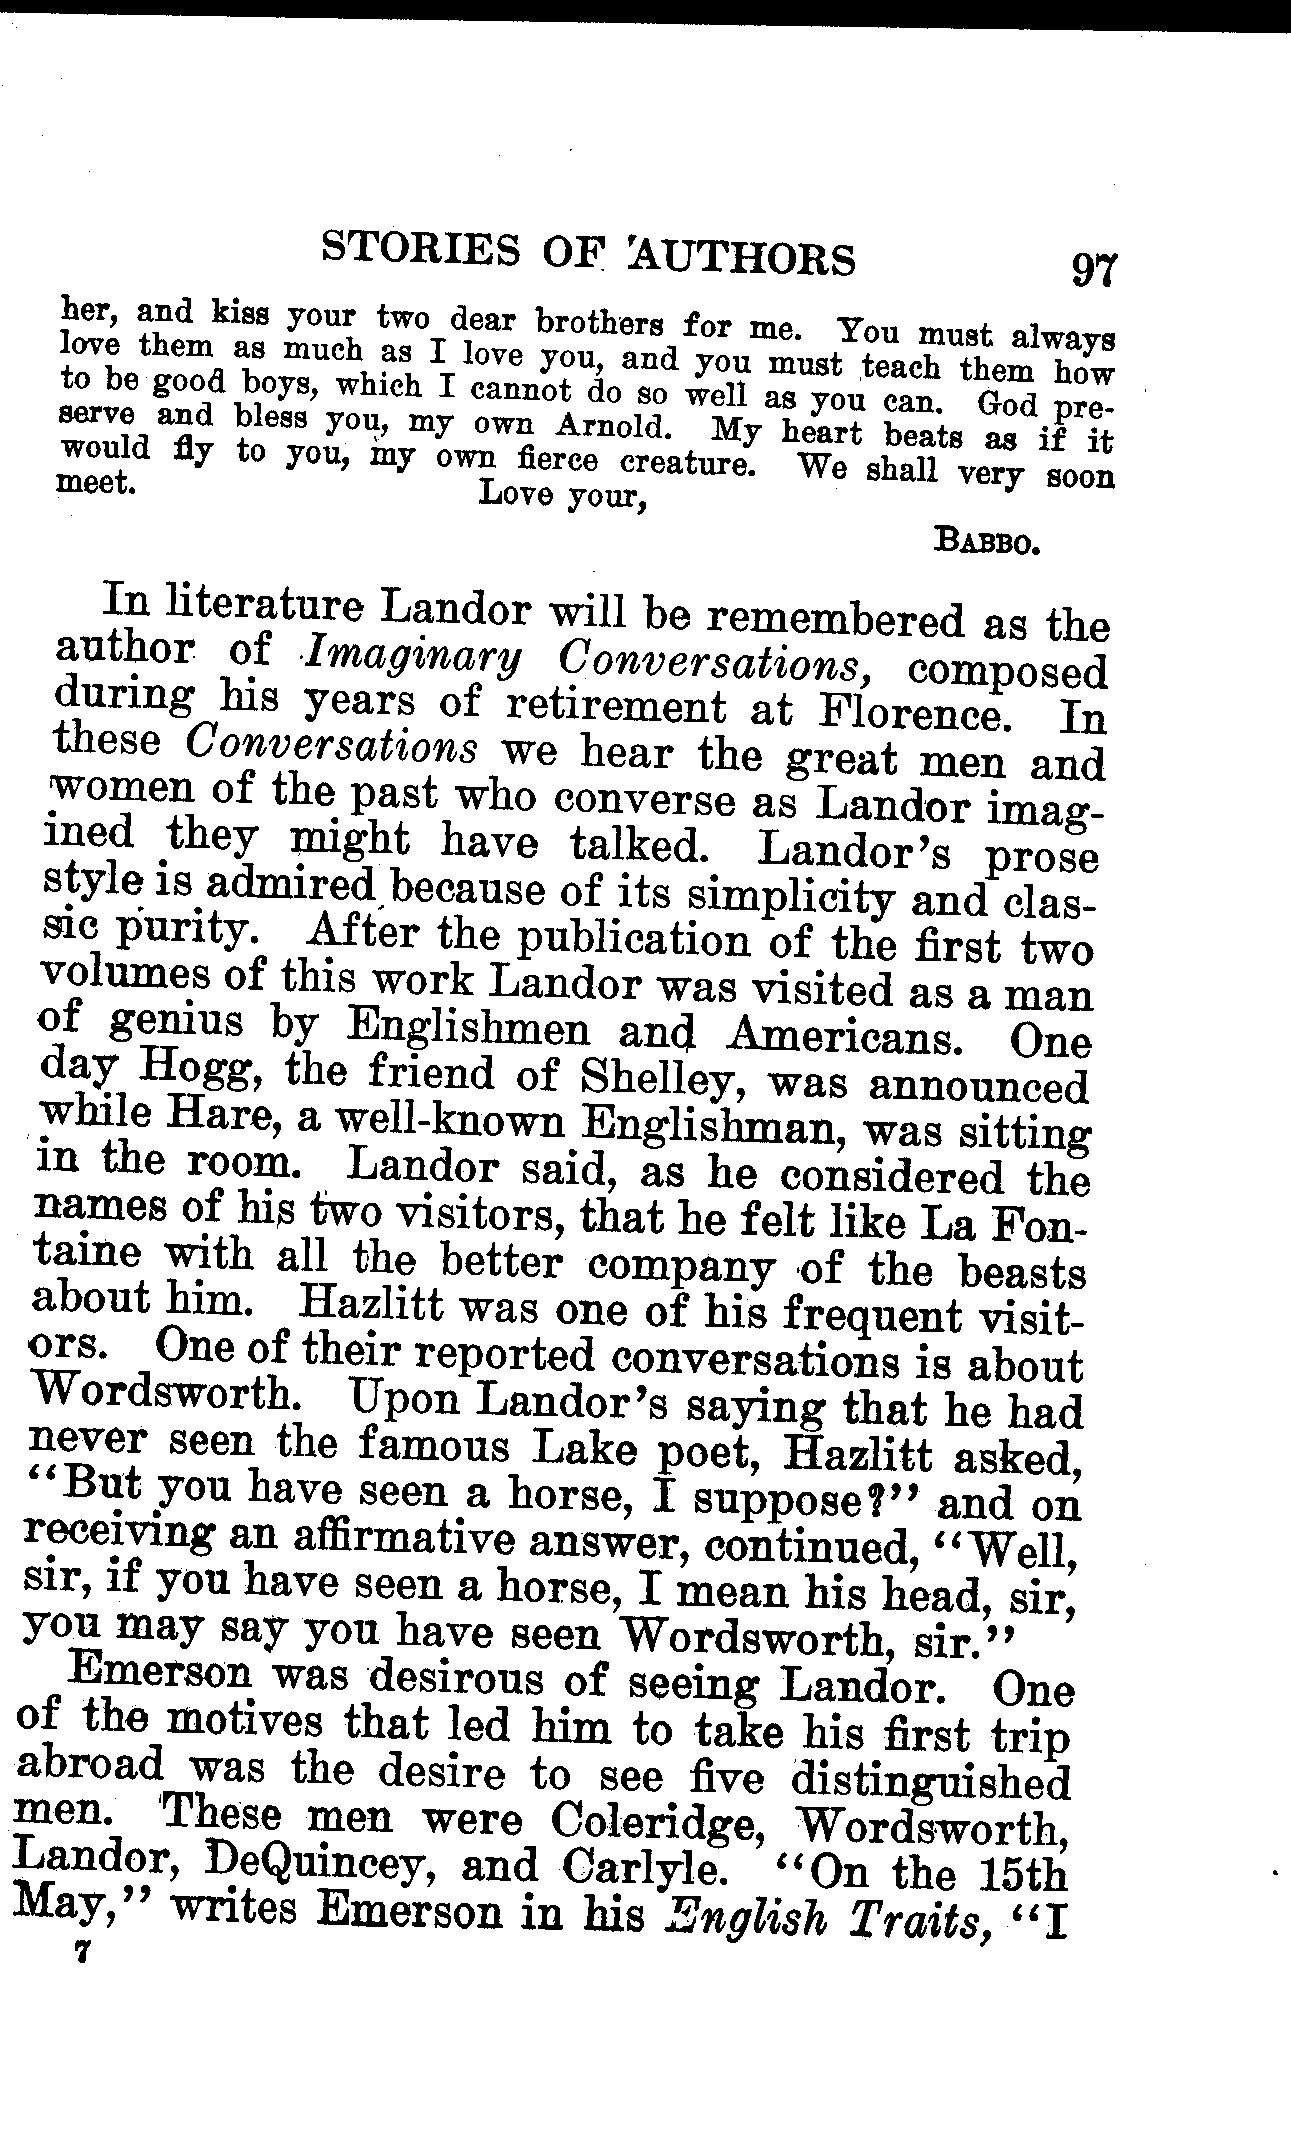 STORIES OF AUTHORS 97
her, and kiss your two dear brothers for me. You must always
love them as much as I love you, and you must teach them how
to be good boys, which I cannot do so well as you can. God pre-
serve and bless you, my own Arnold. My heart beats as if it
would fly to you, my own fierce creature. We shall very soon
meet. Love your,
BABBO.
In literature Landor will be remembered as the
author of Imaginary Conversations, composed
during his years of retirement at Florence. In
these Conversations we hear the great men and
women of the past who converse as Landor imag-
ined they might have talked. Landor's prose
style is admired because of its simplicity and clas-
sic purity. After the publication of the first two
volumes of this work Landor was visited as a man
of genius by Englishmen and Americans. One
day Hogg, the friend of Shelley, was announced
while Hare, a well-known Englishman, was sitting
in the room. Landor said, as he considered the
names of his two visitors, that he felt like La Fon-
taine with all the better company of the beasts
about him. Hazlitt was one of his frequent visit-
ors. One of their reported conversations is about
Wordsworth. Upon Landor's saying that he had
never seen the famous Lake poet, Hazlitt asked,
"But you have seen a horse, I suppose?" and on
receiving an affirmative answer, continued, "Well,
sir, if you have seen a horse, I mean his head, sir,
you may say you have seen Wordsworth, sir."
Emerson was desirous of seeing Landor. One
of the motives that led him to take his first trip
abroad was the desire to see five distinguished
men. These men were Coleridge, Wordsworth,
Landor, DeQuincey, and Carlyle. "On the 15th
May," writes Emerson in his English Traits, "I
7